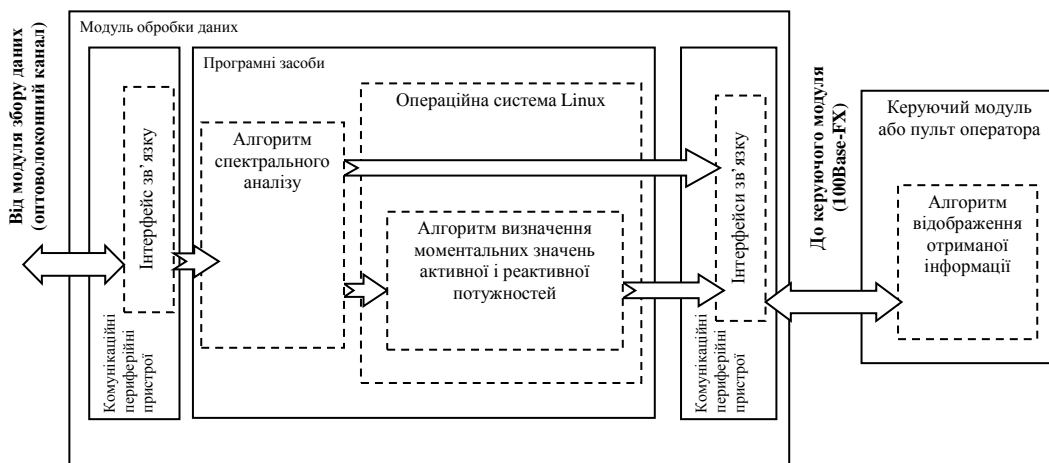 Модуль обробки даних
Від модуля збору даних
(оптоволоконний канал)
Інтерфейс зв’язку
Комунікаційні
периферійні
пристрої
Програмні засоби
Алгоритм
спектрального
аналізу
Операційна система Linux
Алгоритм визначення
моментальних значень
активної і реактивної
потужностей
Інтерфейси зв’язку
Комунікаційні
периферійні
пристрої
До керуючого модуля
(100Base-FX)
Керуючий модуль
або пульт оператора
Алгоритм
відображення
отриманої
інформації